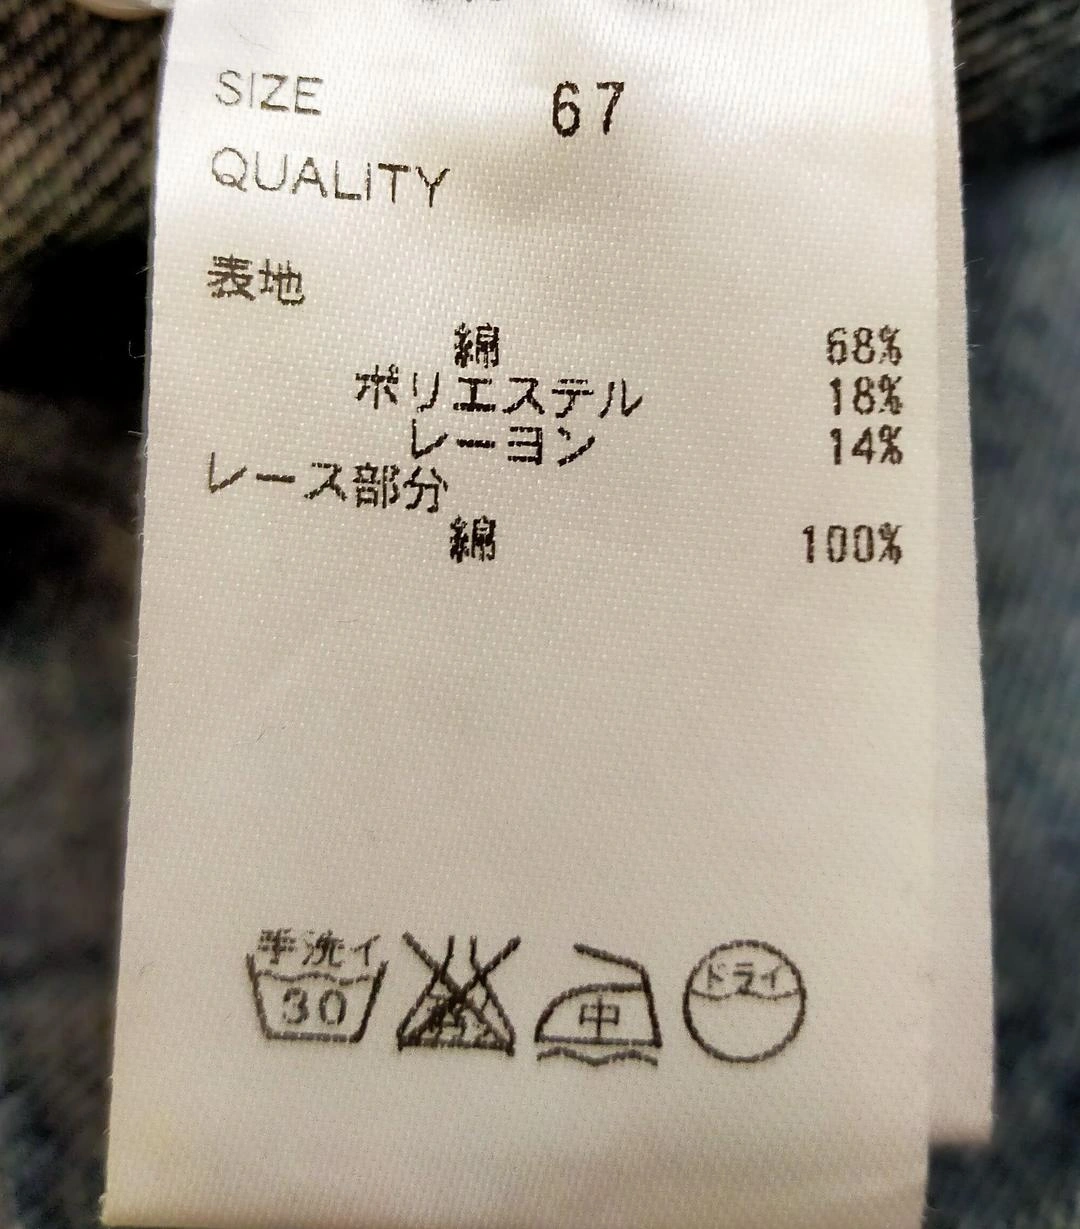 SIZE 67
QUALITY
表地
綿 68%
ポリエステル 18%
レーヨン 14%
レース部分
綿 100%
手洗イ
30
中
ドライ